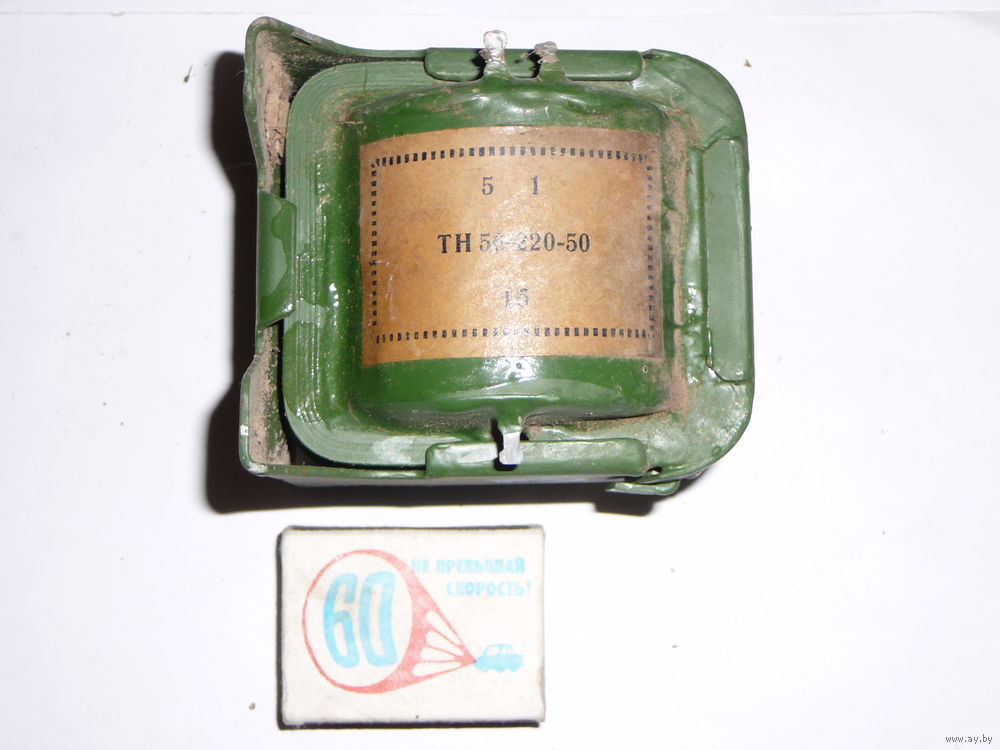 5 1
ТН 56-220-50
15
60
НЕ ПРЕВЫШАЙ
СКОРОСТЬ!
www.ay.by